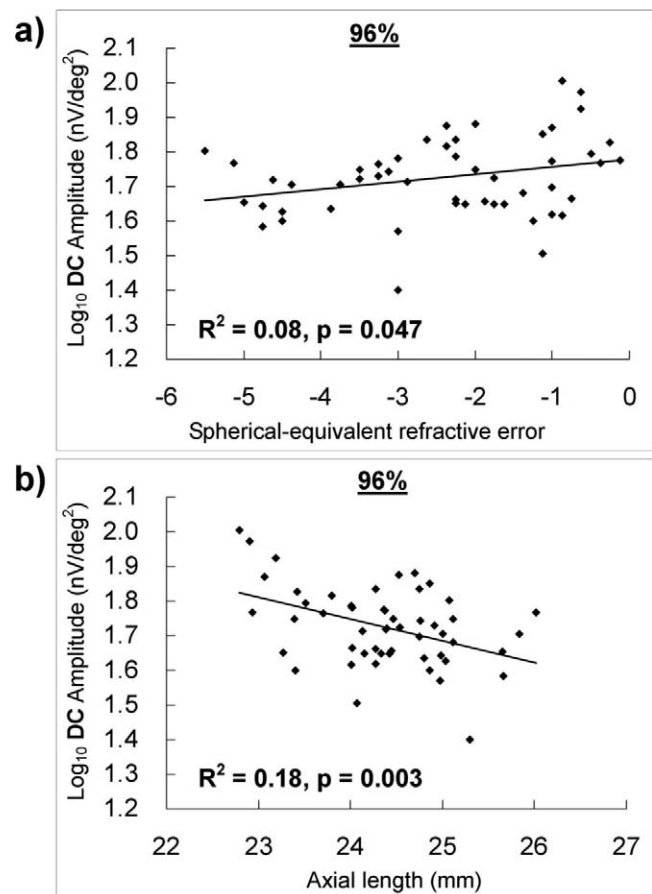 a)
96%
Log₁₀ DC Amplitude (nV/deg²)
2.1
2.0
1.9
1.8
1.7
1.6
1.5
1.4
1.3
1.2
R² = 0.08, p = 0.047
-6 -5 -4 -3 -2 -1 0
Spherical-equivalent refractive error
b)
96%
Log₁₀ DC Amplitude (nV/deg²)
2.1
2.0
1.9
1.8
1.7
1.6
1.5
1.4
1.3
1.2
R² = 0.18, p = 0.003
22 23 24 25 26 27
Axial length (mm)